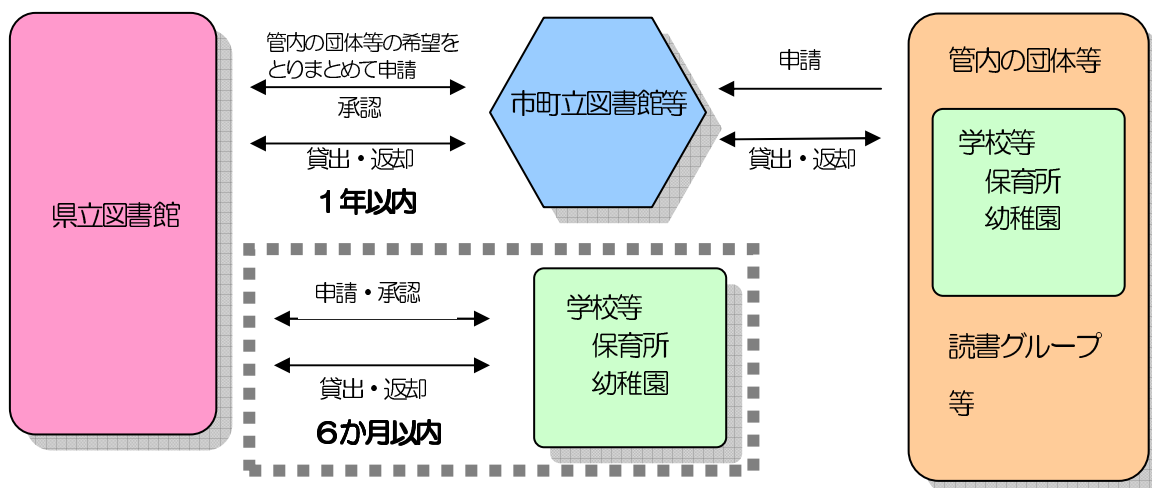 県立図書館
管内の団体等の希望を
とりまとめて申請
承認
貸出・返却
1年以内
市町立図書館等
申請
貸出・返却
管内の団体等
学校等
保育所
幼稚園
読書グループ
等
申請・承認
貸出・返却
6か月以内
学校等
保育所
幼稚園